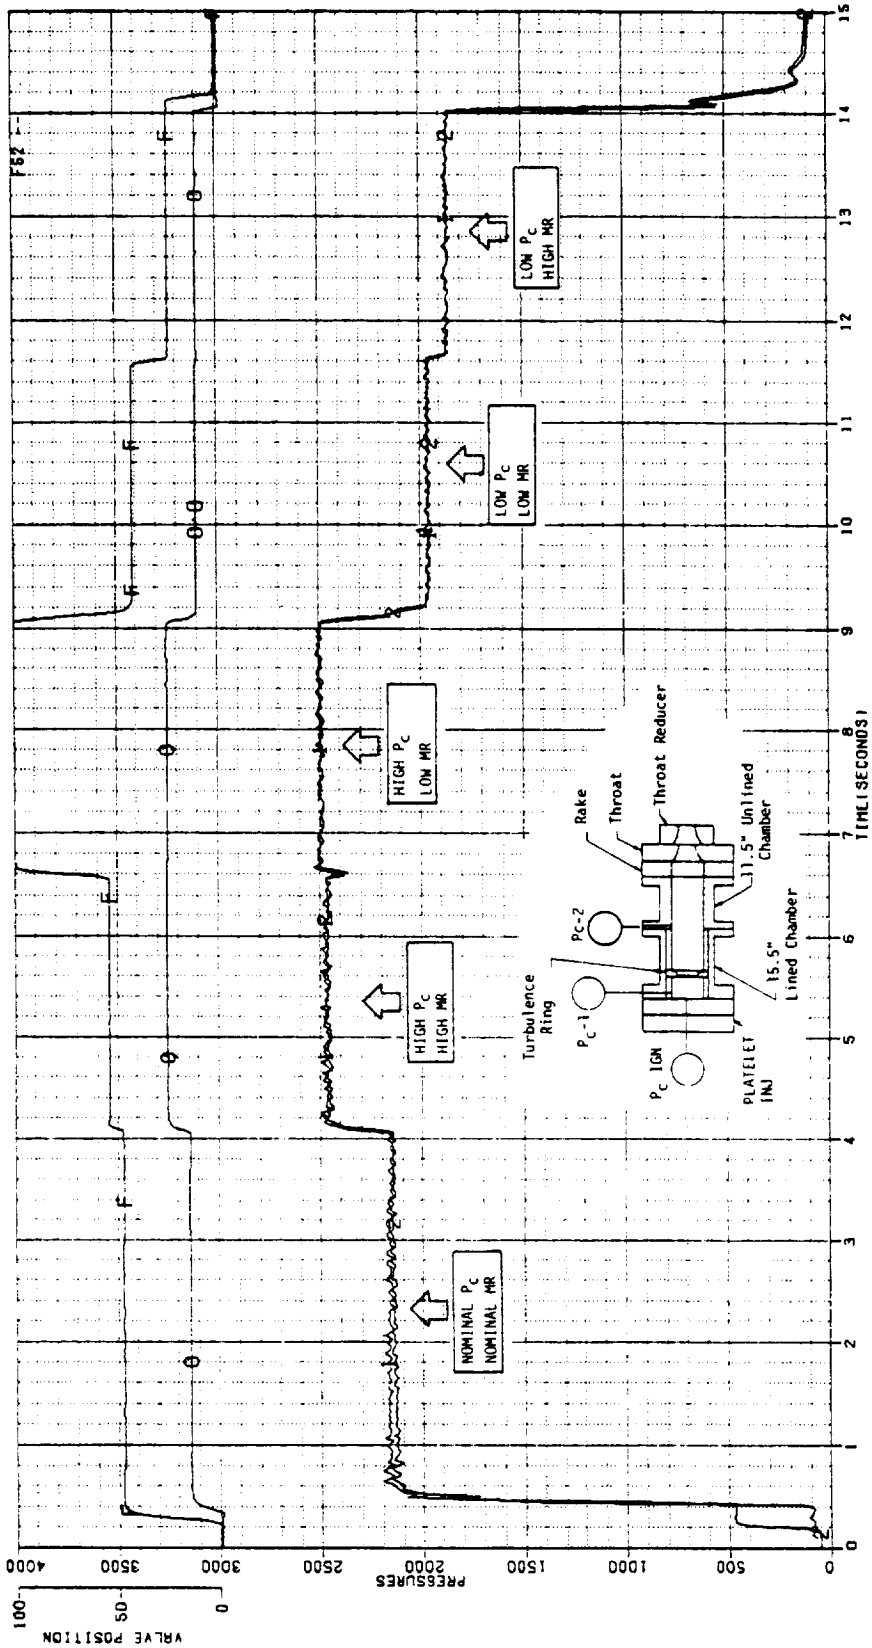 F62 --
VALVE POSITION
100
50
0
PRESSURES
4000
3500
3000
2500
2000
1500
1000
500
0
F
F
F
F
F
F
O
O
O
O
O
O
O
NOMINAL Pc
NOMINAL MR
HIGH Pc
HIGH MR
HIGH Pc
LOW MR
LOW Pc
LOW MR
LOW Pc
HIGH MR
Turbulence
Ring
Pc-1
Pc-2
Pc IGN
PLATELET
INJ
15.5"
Lined Chamber
11.5" Unlined
Chamber
Rake
Throat
Throat Reducer
0 1 2 3 4 5 6 7 8 9 10 11 12 13 14 15
TIME(SECONDS)